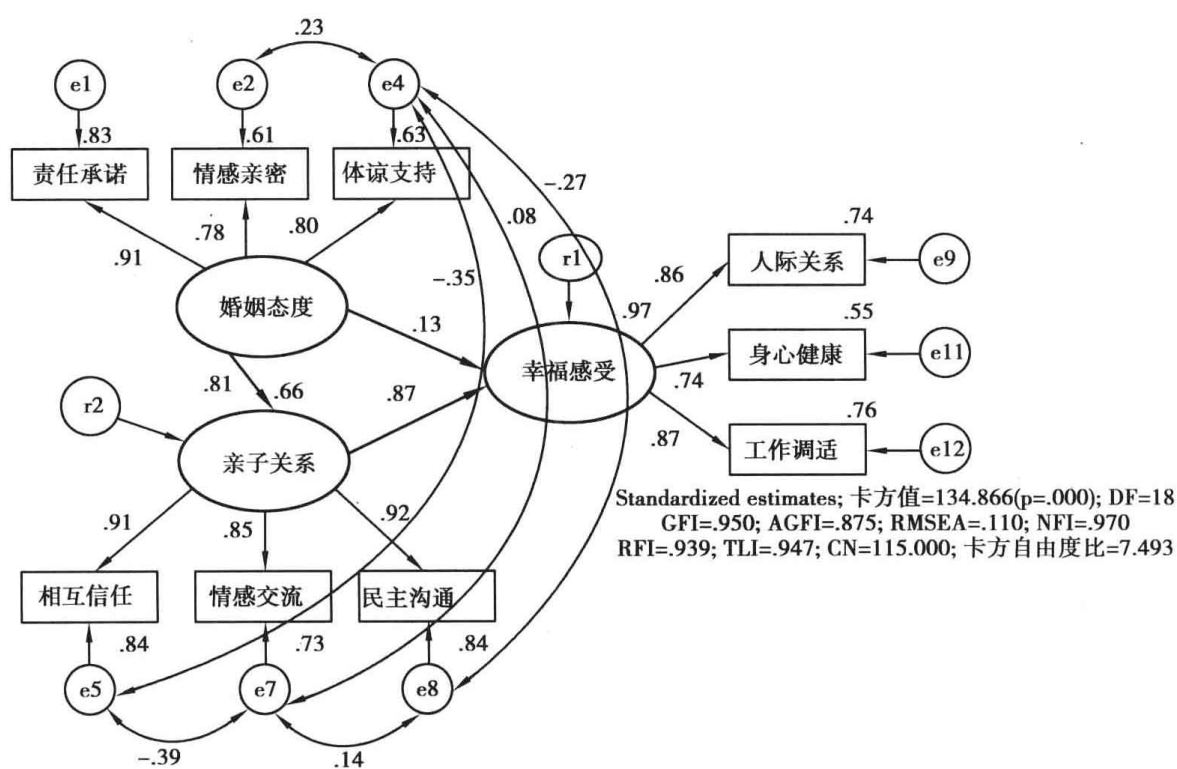 .23
e1
e2
e4
.83
.61
.63
责任承诺
情感亲密
体谅支持
-.27
.08
.74
.91
.78
.80
r1
.86
人际关系
e9
-.35
婚姻态度
.97
.55
.13
身心健康
e11
幸福感受
.74
.81
.66
.87
.76
r2
.87
工作调适
e12
亲子关系
Standardized estimates; 卡方值=134.866(p=.000); DF=18
GFI=.950; AGFI=.875; RMSEA=.110; NFI=.970
RFI=.939; TLI=.947; CN=115.000; 卡方自由度比=7.493
.91
.85
.92
相互信任
情感交流
民主沟通
.84
.73
.84
e5
e7
e8
-.39
.14